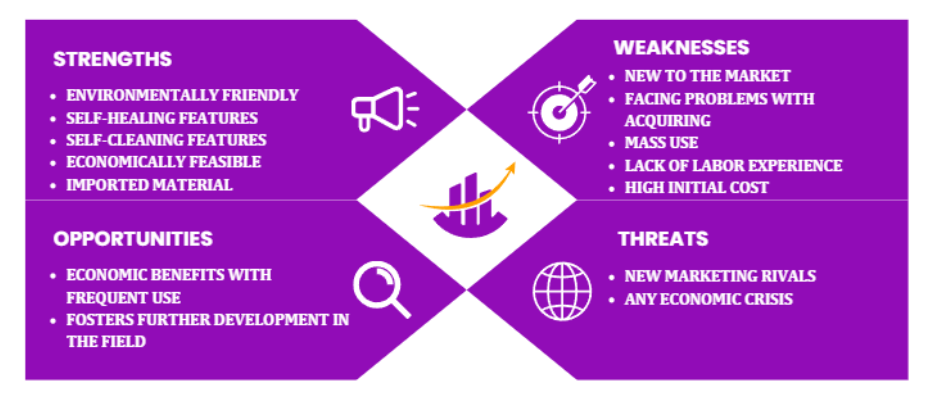 STRENGTHS
• ENVIRONMENTALLY FRIENDLY
• SELF-HEALING FEATURES
• SELF-CLEANING FEATURES
• ECONOMICALLY FEASIBLE
• IMPORTED MATERIAL
WEAKNESSES
• NEW TO THE MARKET
• FACING PROBLEMS WITH
ACQUIRING
• MASS USE
• LACK OF LABOR EXPERIENCE
• HIGH INITIAL COST
OPPORTUNITIES
• ECONOMIC BENEFITS WITH
FREQUENT USE
• FOSTERS FURTHER DEVELOPMENT IN
THE FIELD
THREATS
• NEW MARKETING RIVALS
• ANY ECONOMIC CRISIS